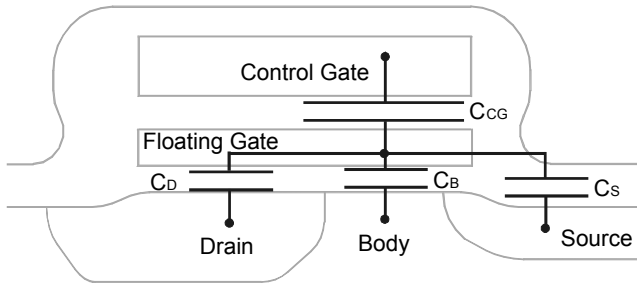 Control Gate
CCG
Floating Gate
CD
CB
CS
Drain
Body
Source